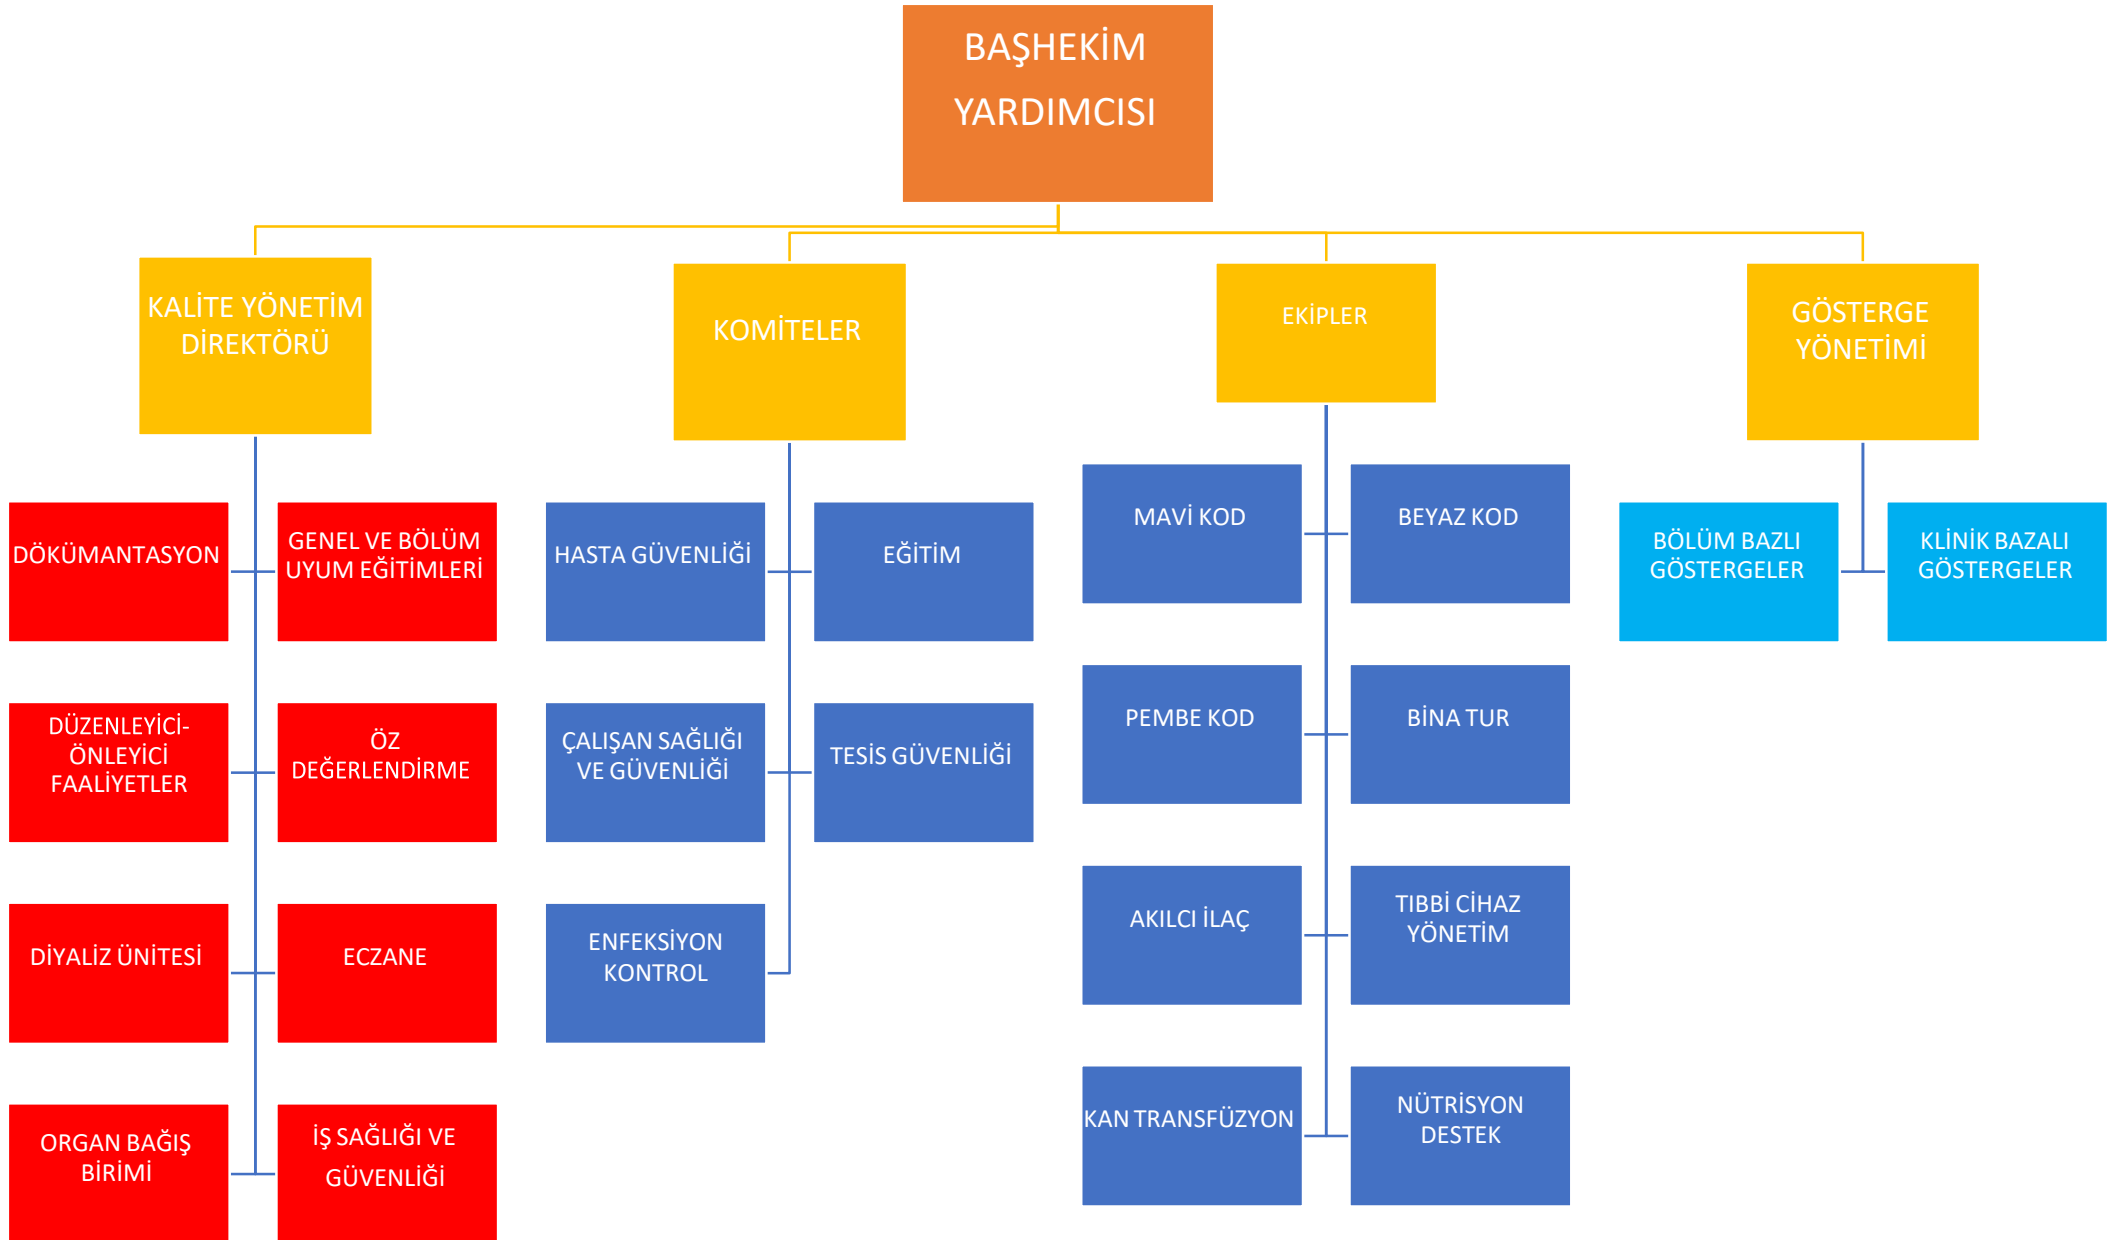 BAŞHEKİM
YARDIMCISI
KALİTE YÖNETİM
DİREKTÖRÜ
KOMİTELER
EKİPLER
GÖSTERGE
YÖNETİMİ
DÖKÜMANTASYON
GENEL VE BÖLÜM
UYUM EĞİTİMLERİ
DÜZENLEYİCİ-
ÖNLEYİCİ
FAALİYETLER
ÖZ
DEĞERLENDİRME
DİYALİZ ÜNİTESİ
ECZANE
ORGAN BAĞIŞ
BİRİMİ
İŞ SAĞLIĞI VE
GÜVENLİĞİ
HASTA GÜVENLİĞİ
EĞİTİM
ÇALIŞAN SAĞLIĞI
VE GÜVENLİĞİ
TESİS GÜVENLİĞİ
ENFEKSİYON
KONTROL
MAVİ KOD
BEYAZ KOD
PEMBE KOD
BİNA TUR
AKILCI İLAÇ
TIBBİ CİHAZ
YÖNETİM
KAN TRANSFÜZYON
NÜTRİSYON
DESTEK
BÖLÜM BAZLI
GÖSTERGELER
KLİNİK BAZALI
GÖSTERGELER